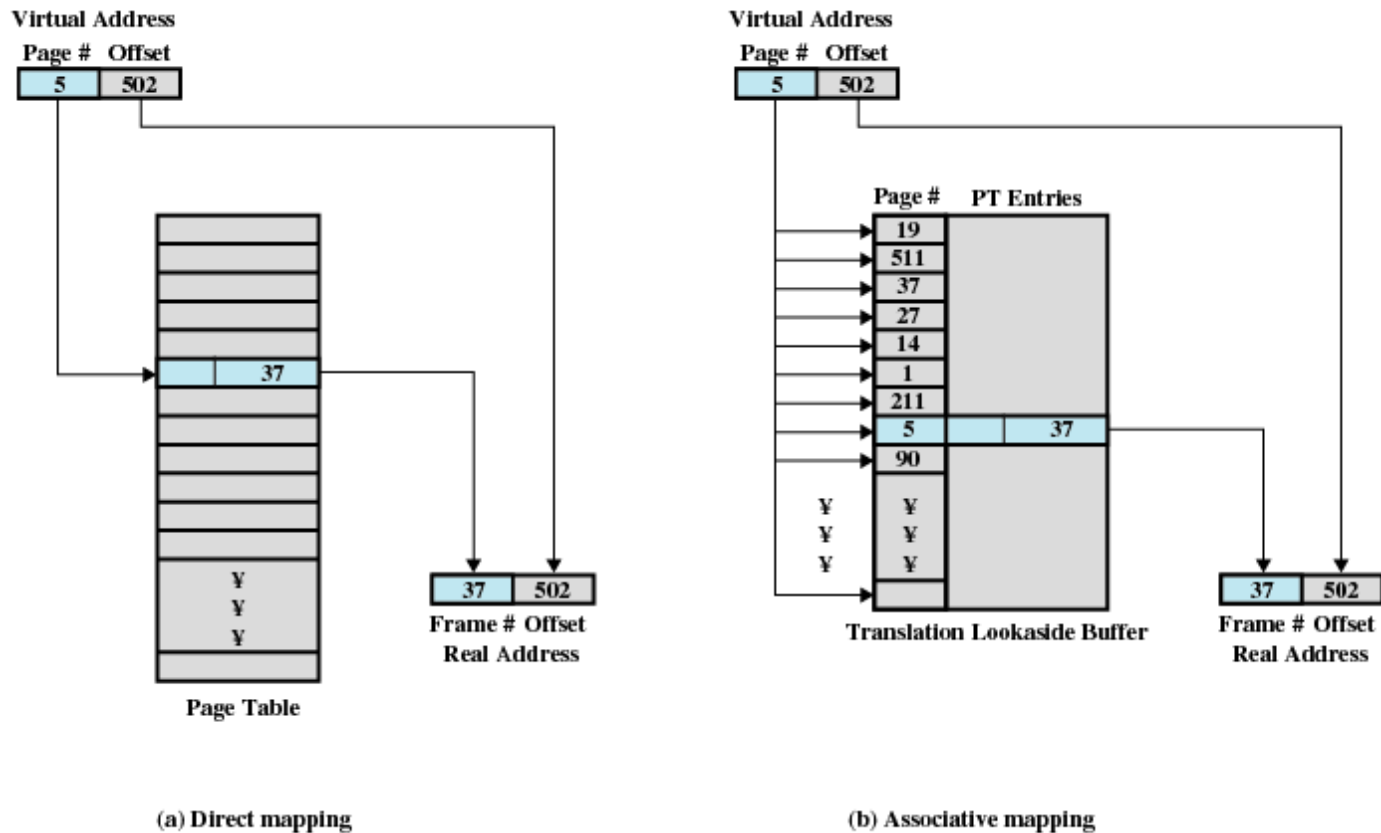 Virtual Address
Page # Offset
5 502
37
¥
¥
¥
37 502
Frame # Offset
Real Address
Page Table
(a) Direct mapping
Virtual Address
Page # Offset
5 502
Page # PT Entries
19
511
37
27
14
1
211
5 37
90
¥ ¥
¥ ¥
¥ ¥
37 502
Frame # Offset
Real Address
Translation Lookaside Buffer
(b) Associative mapping